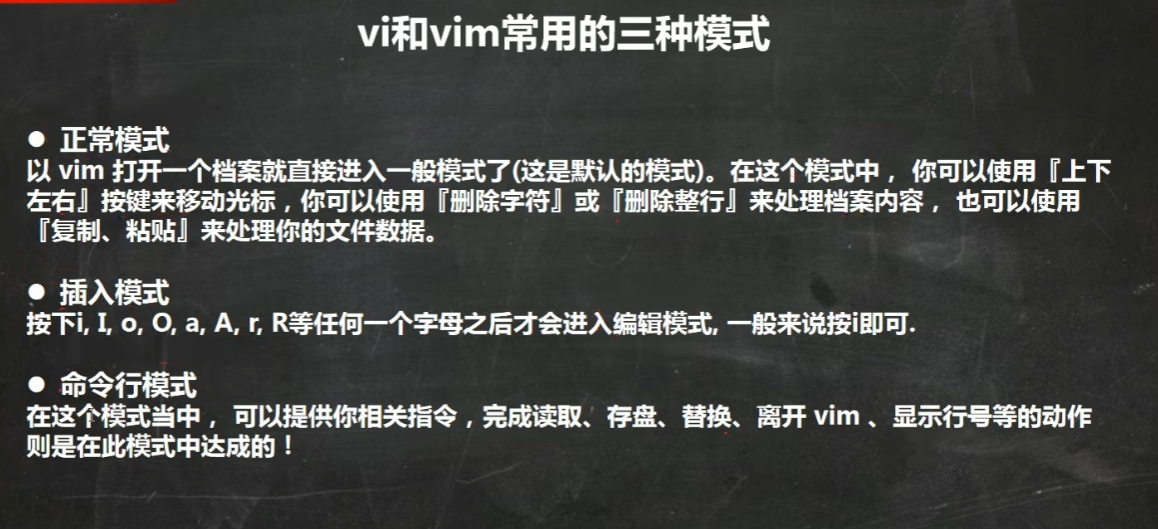 vi和vim常用的三种模式
● 正常模式
以 vim 打开一个档案就直接进入一般模式了(这是默认的模式)。在这个模式中， 你可以使用『上下
左右』按键来移动光标，你可以使用『删除字符』或『删除整行』来处理档案内容， 也可以使用
『复制、粘贴』来处理你的文件数据。
● 插入模式
按下i, I, o, O, a, A, r, R等任何一个字母之后才会进入编辑模式, 一般来说按i即可.
● 命令行模式
在这个模式当中， 可以提供你相关指令，完成读取、存盘、替换、离开 vim 、显示行号等的动作
则是在此模式中达成的！